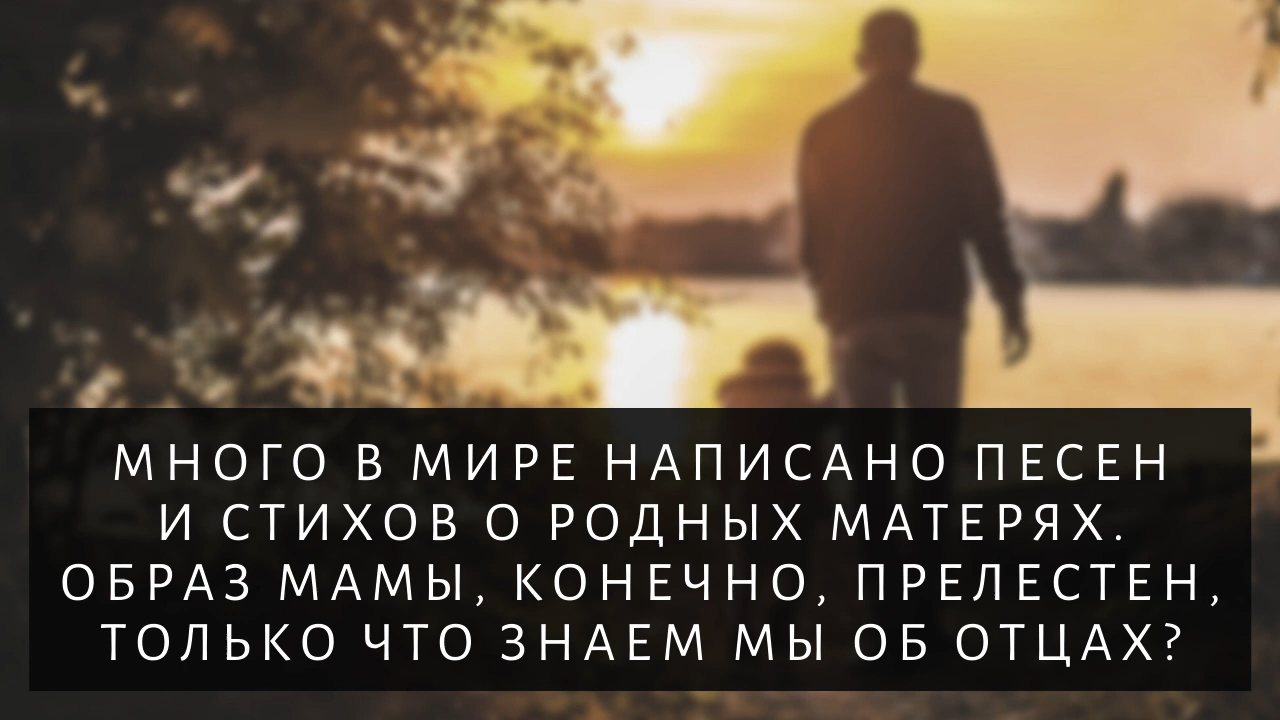 МНОГО В МИРЕ НАПИСАНО ПЕСЕН
И СТИХОВ О РОДНЫХ МАТЕРЯХ.
ОБРАЗ МАМЫ, КОНЕЧНО, ПРЕЛЕСТЕН,
ТОЛЬКО ЧТО ЗНАЕМ МЫ ОБ ОТЦАХ?